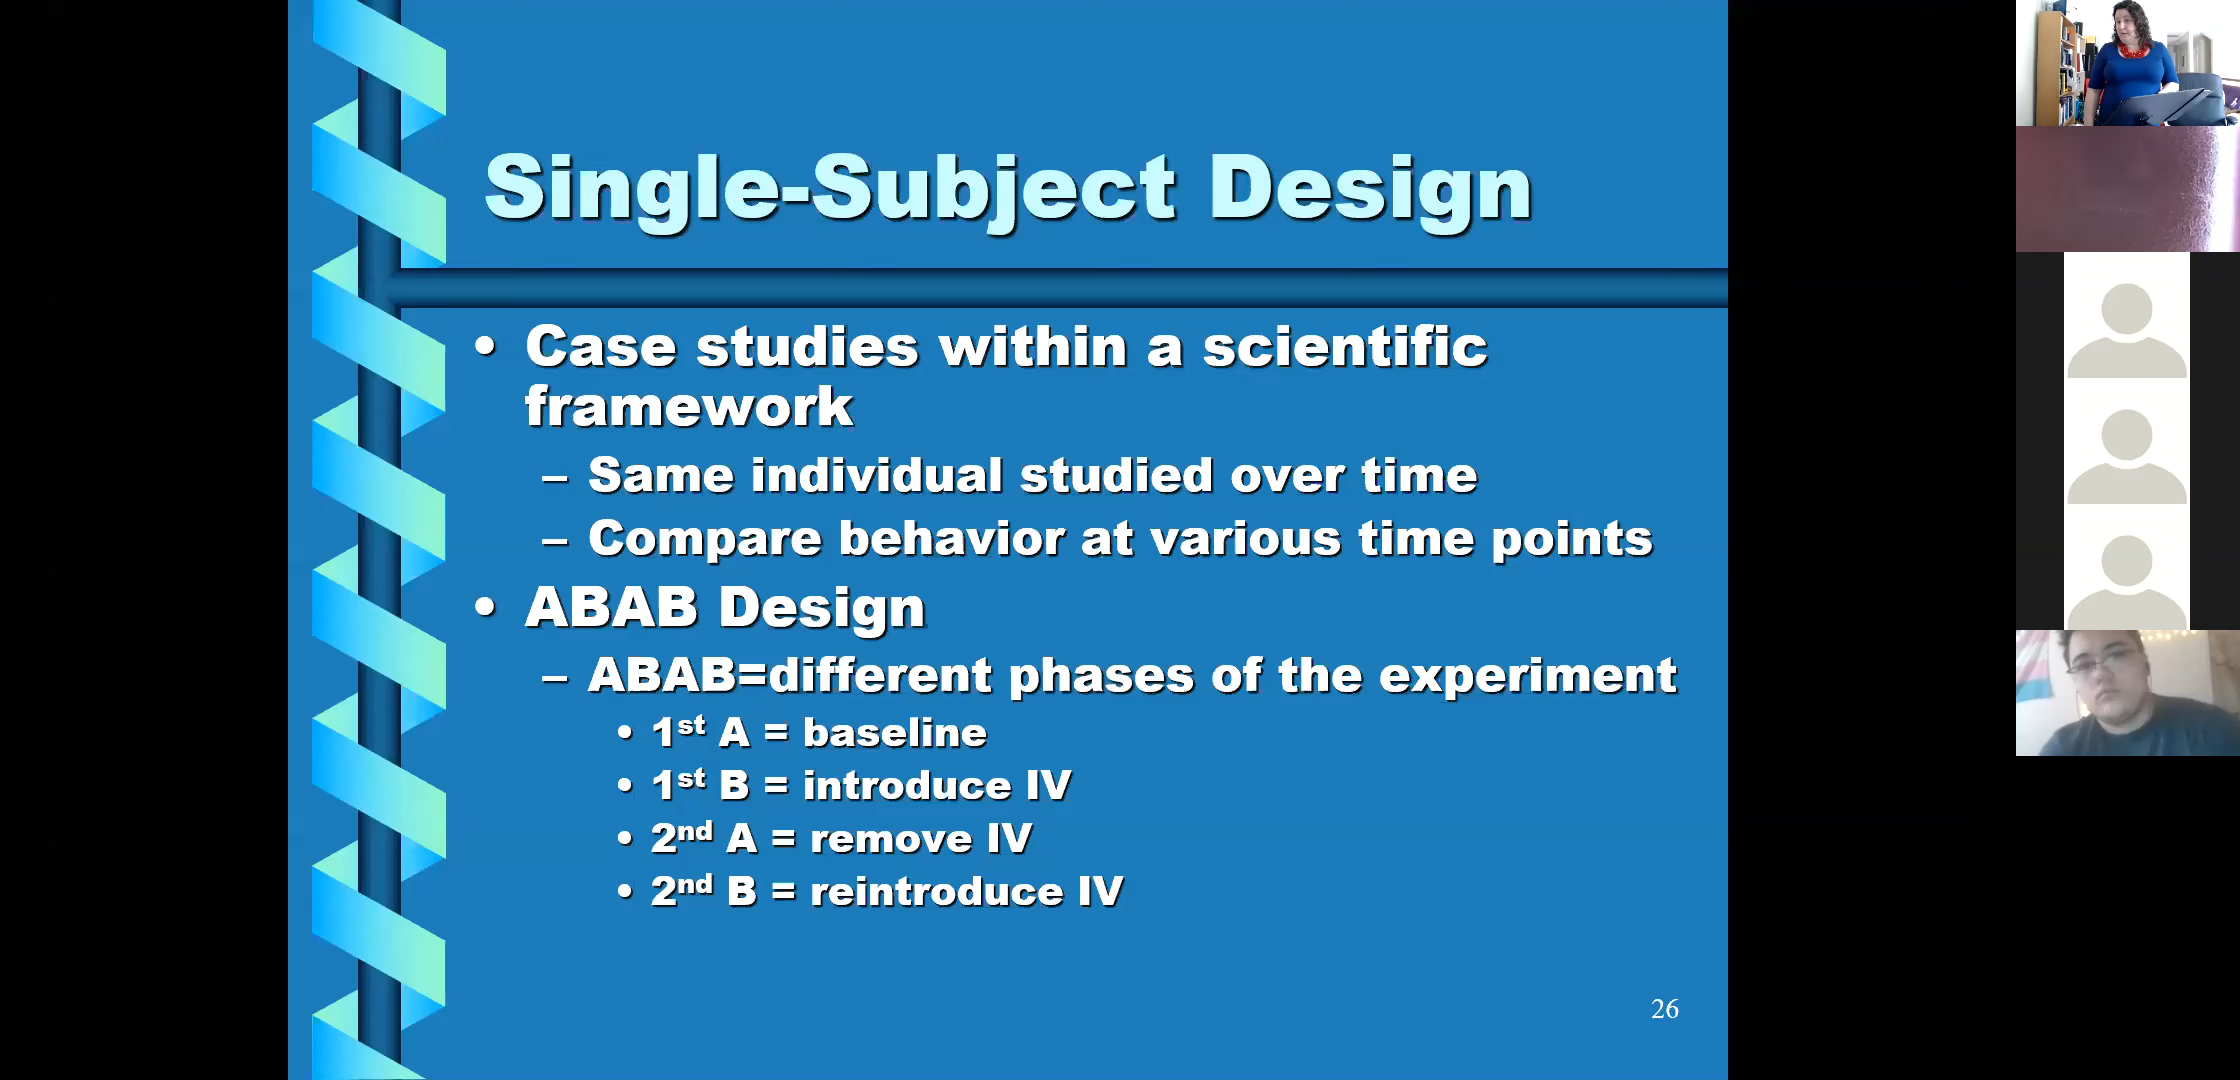 Single-Subject Design
• Case studies within a scientific
framework
– Same individual studied over time
– Compare behavior at various time points
• ABAB Design
– ABAB=different phases of the experiment
• 1st A = baseline
• 1st B = introduce IV
• 2nd A = remove IV
• 2nd B = reintroduce IV
26